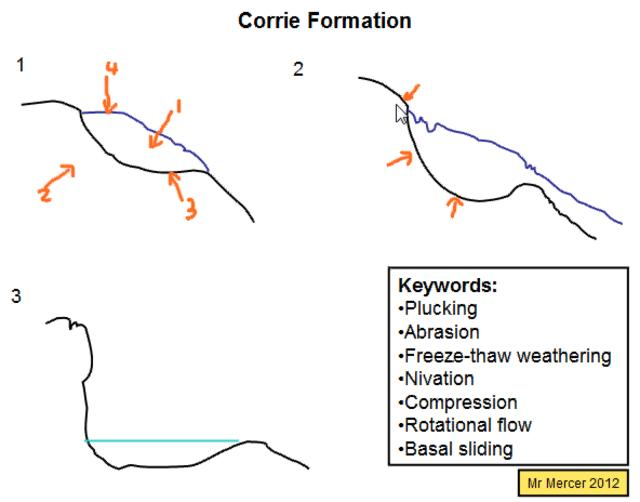 Corrie Formation
1
4
1
2
3
2
3
Keywords:
•Plucking
•Abrasion
•Freeze-thaw weathering
•Nivation
•Compression
•Rotational flow
•Basal sliding
Mr Mercer 2012